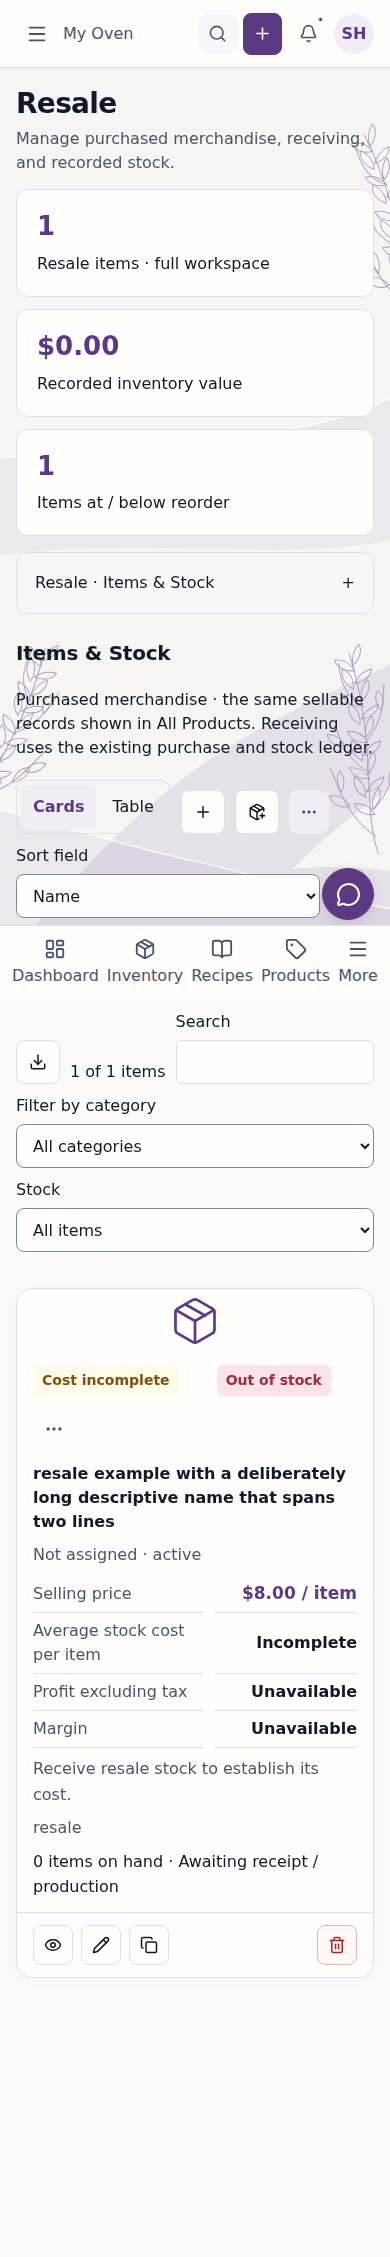 My Oven
SH
Resale
Manage purchased merchandise, receiving,
and recorded stock.
1
Resale items · full workspace
$0.00
Recorded inventory value
1
Items at / below reorder
Resale · Items & Stock +
Items & Stock
Purchased merchandise · the same sellable
records shown in All Products. Receiving
uses the existing purchase and stock ledger.
Cards Table
Sort field
Name
Dashboard Inventory Recipes Products More
Search
1 of 1 items
Filter by category
All categories
Stock
All items
Cost incomplete Out of stock
resale example with a deliberately
long descriptive name that spans
two lines
Not assigned · active
Selling price $8.00 / item
Average stock cost
per item Incomplete
Profit excluding tax Unavailable
Margin Unavailable
Receive resale stock to establish its
cost.
resale
0 items on hand · Awaiting receipt /
production